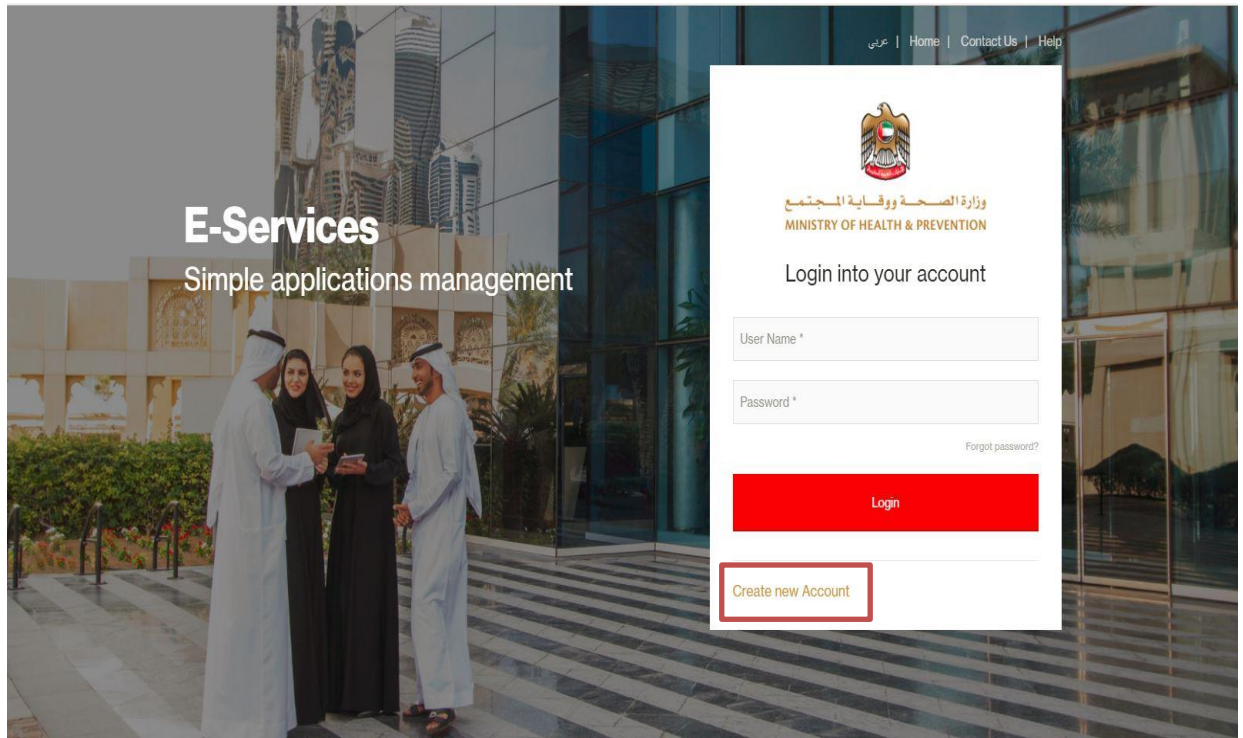 عربي | Home | Contact Us | Help
وزارة الصحة ووقاية المجتمع
MINISTRY OF HEALTH & PREVENTION
E-Services
Simple applications management
Login into your account
User Name *
Password *
Forgot password?
Login
Create new Account